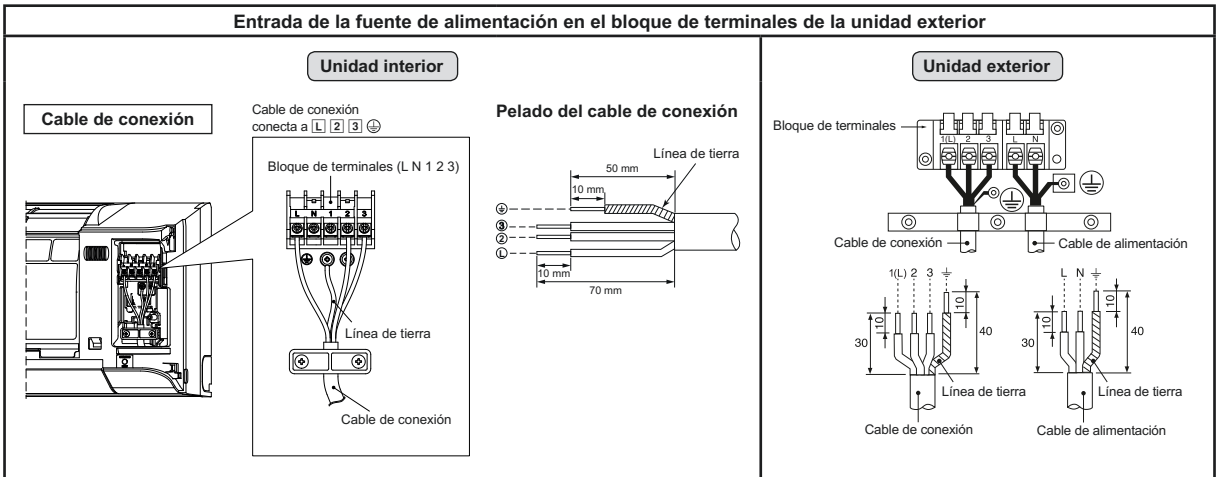 Entrada de la fuente de alimentación en el bloque de terminales de la unidad exterior
Unidad interior
Cable de conexión
Cable de conexión
conecta a L 2 3 ⏚
Bloque de terminales (L N 1 2 3)
L N 1 2 3
Línea de tierra
Cable de conexión
Pelado del cable de conexión
Línea de tierra
50 mm
10 mm
⏚
③
②
Ⓛ
10 mm
70 mm
Unidad exterior
Bloque de terminales
1(L) 2 3 L N
Cable de conexión
Cable de alimentación
1(L) 2 3 ⏚
10
10
30
40
Línea de tierra
Cable de conexión
L N ⏚
10
10
30
40
Línea de tierra
Cable de alimentación